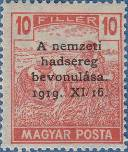 10 FILLÉR 10
A nemzeti
hadsereg
bevonulása.
1919. XI/16.
MAGYAR POSTA